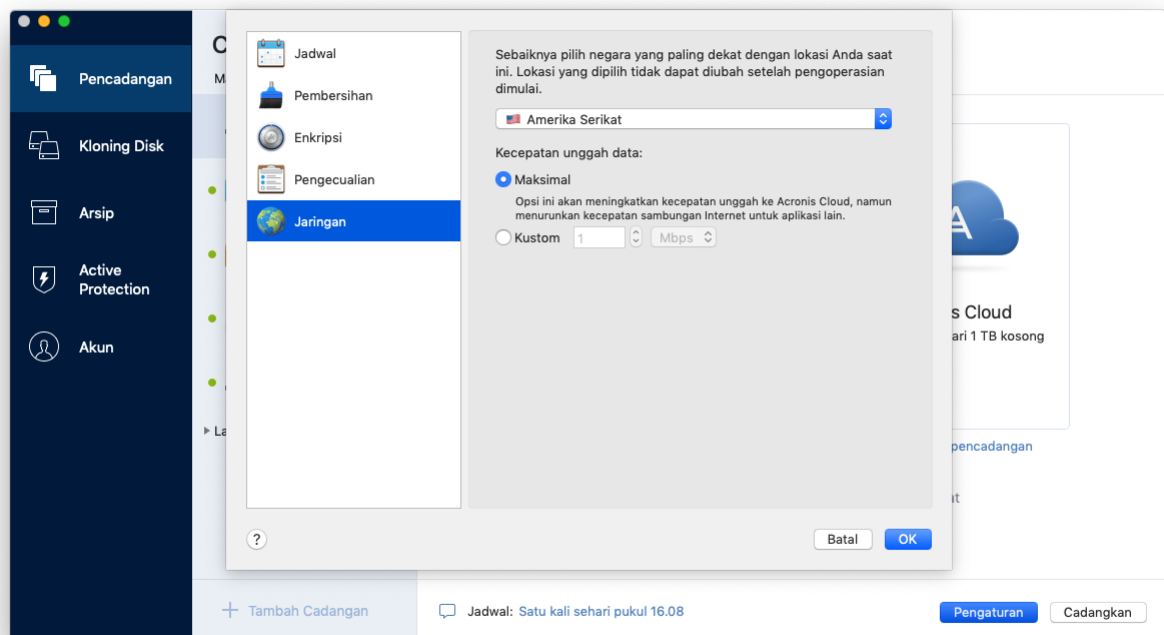 Pencadangan
Kloning Disk
Arsip
Active
Protection
Akun
Tambah Cadangan
Jadwal
Pembersihan
Enkripsi
Pengecualian
Jaringan
Sebaiknya pilih negara yang paling dekat dengan lokasi Anda saat
ini. Lokasi yang dipilih tidak dapat diubah setelah pengoperasian
dimulai.
Amerika Serikat
Kecepatan unggah data:
Maksimal
Opsi ini akan meningkatkan kecepatan unggah ke Acronis Cloud, namun
menurunkan kecepatan sambungan Internet untuk aplikasi lain.
Kustom 1 Mbps
?
Batal OK
Cloud
1 TB kosong
pencadangan
Jadwal: Satu kali sehari pukul 16.08
Pengaturan Cadangkan